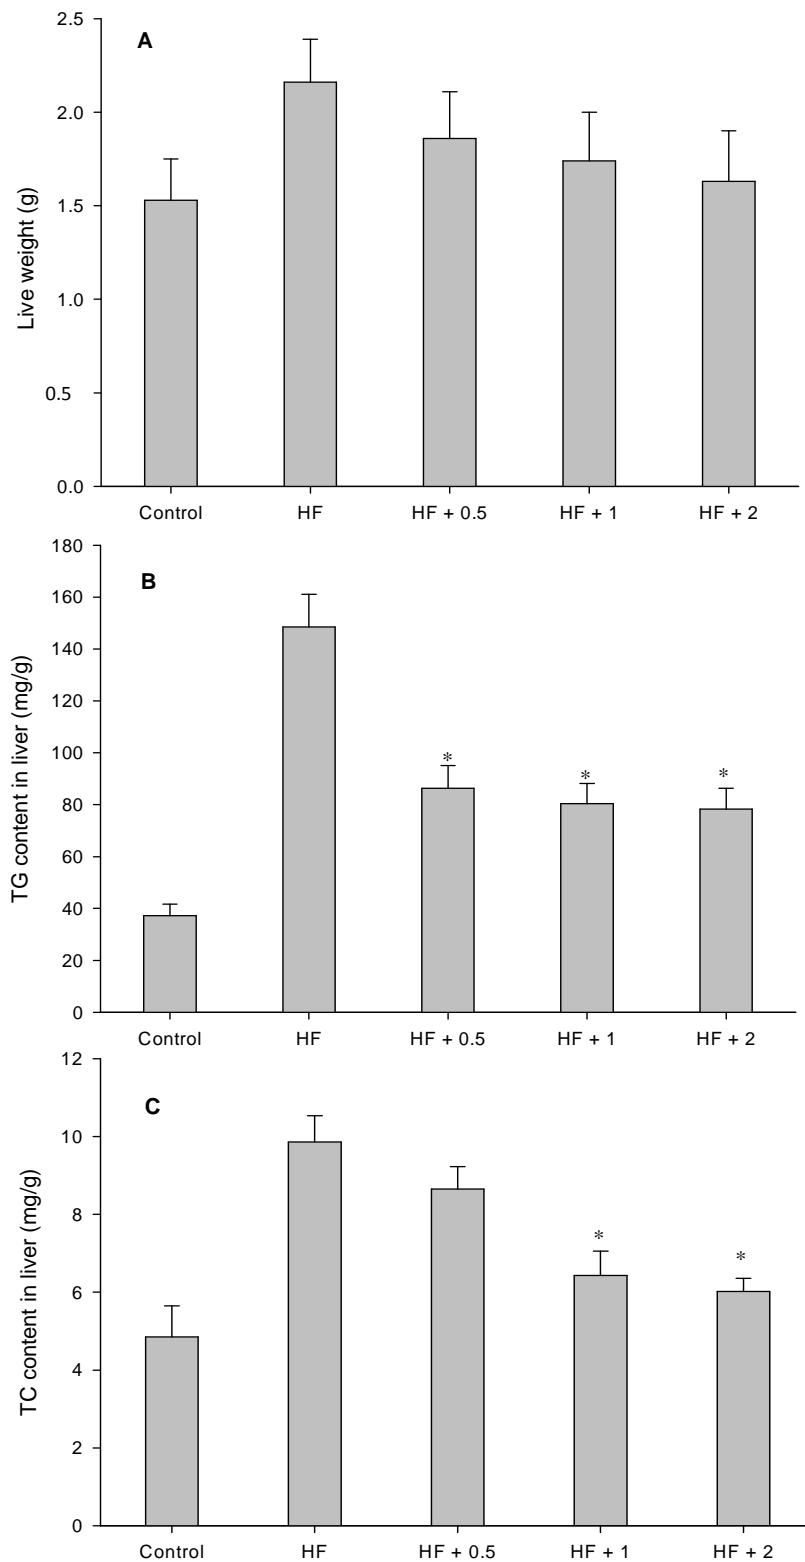 A
Live weight (g)
2.5
2.0
1.5
1.0
0.5
0.0
Control HF HF + 0.5 HF + 1 HF + 2
B
TG content in liver (mg/g)
180
160
140
120
100
80
60
40
20
0
* * *
Control HF HF + 0.5 HF + 1 HF + 2
C
TC content in liver (mg/g)
12
10
8
6
4
2
0
* *
Control HF HF + 0.5 HF + 1 HF + 2